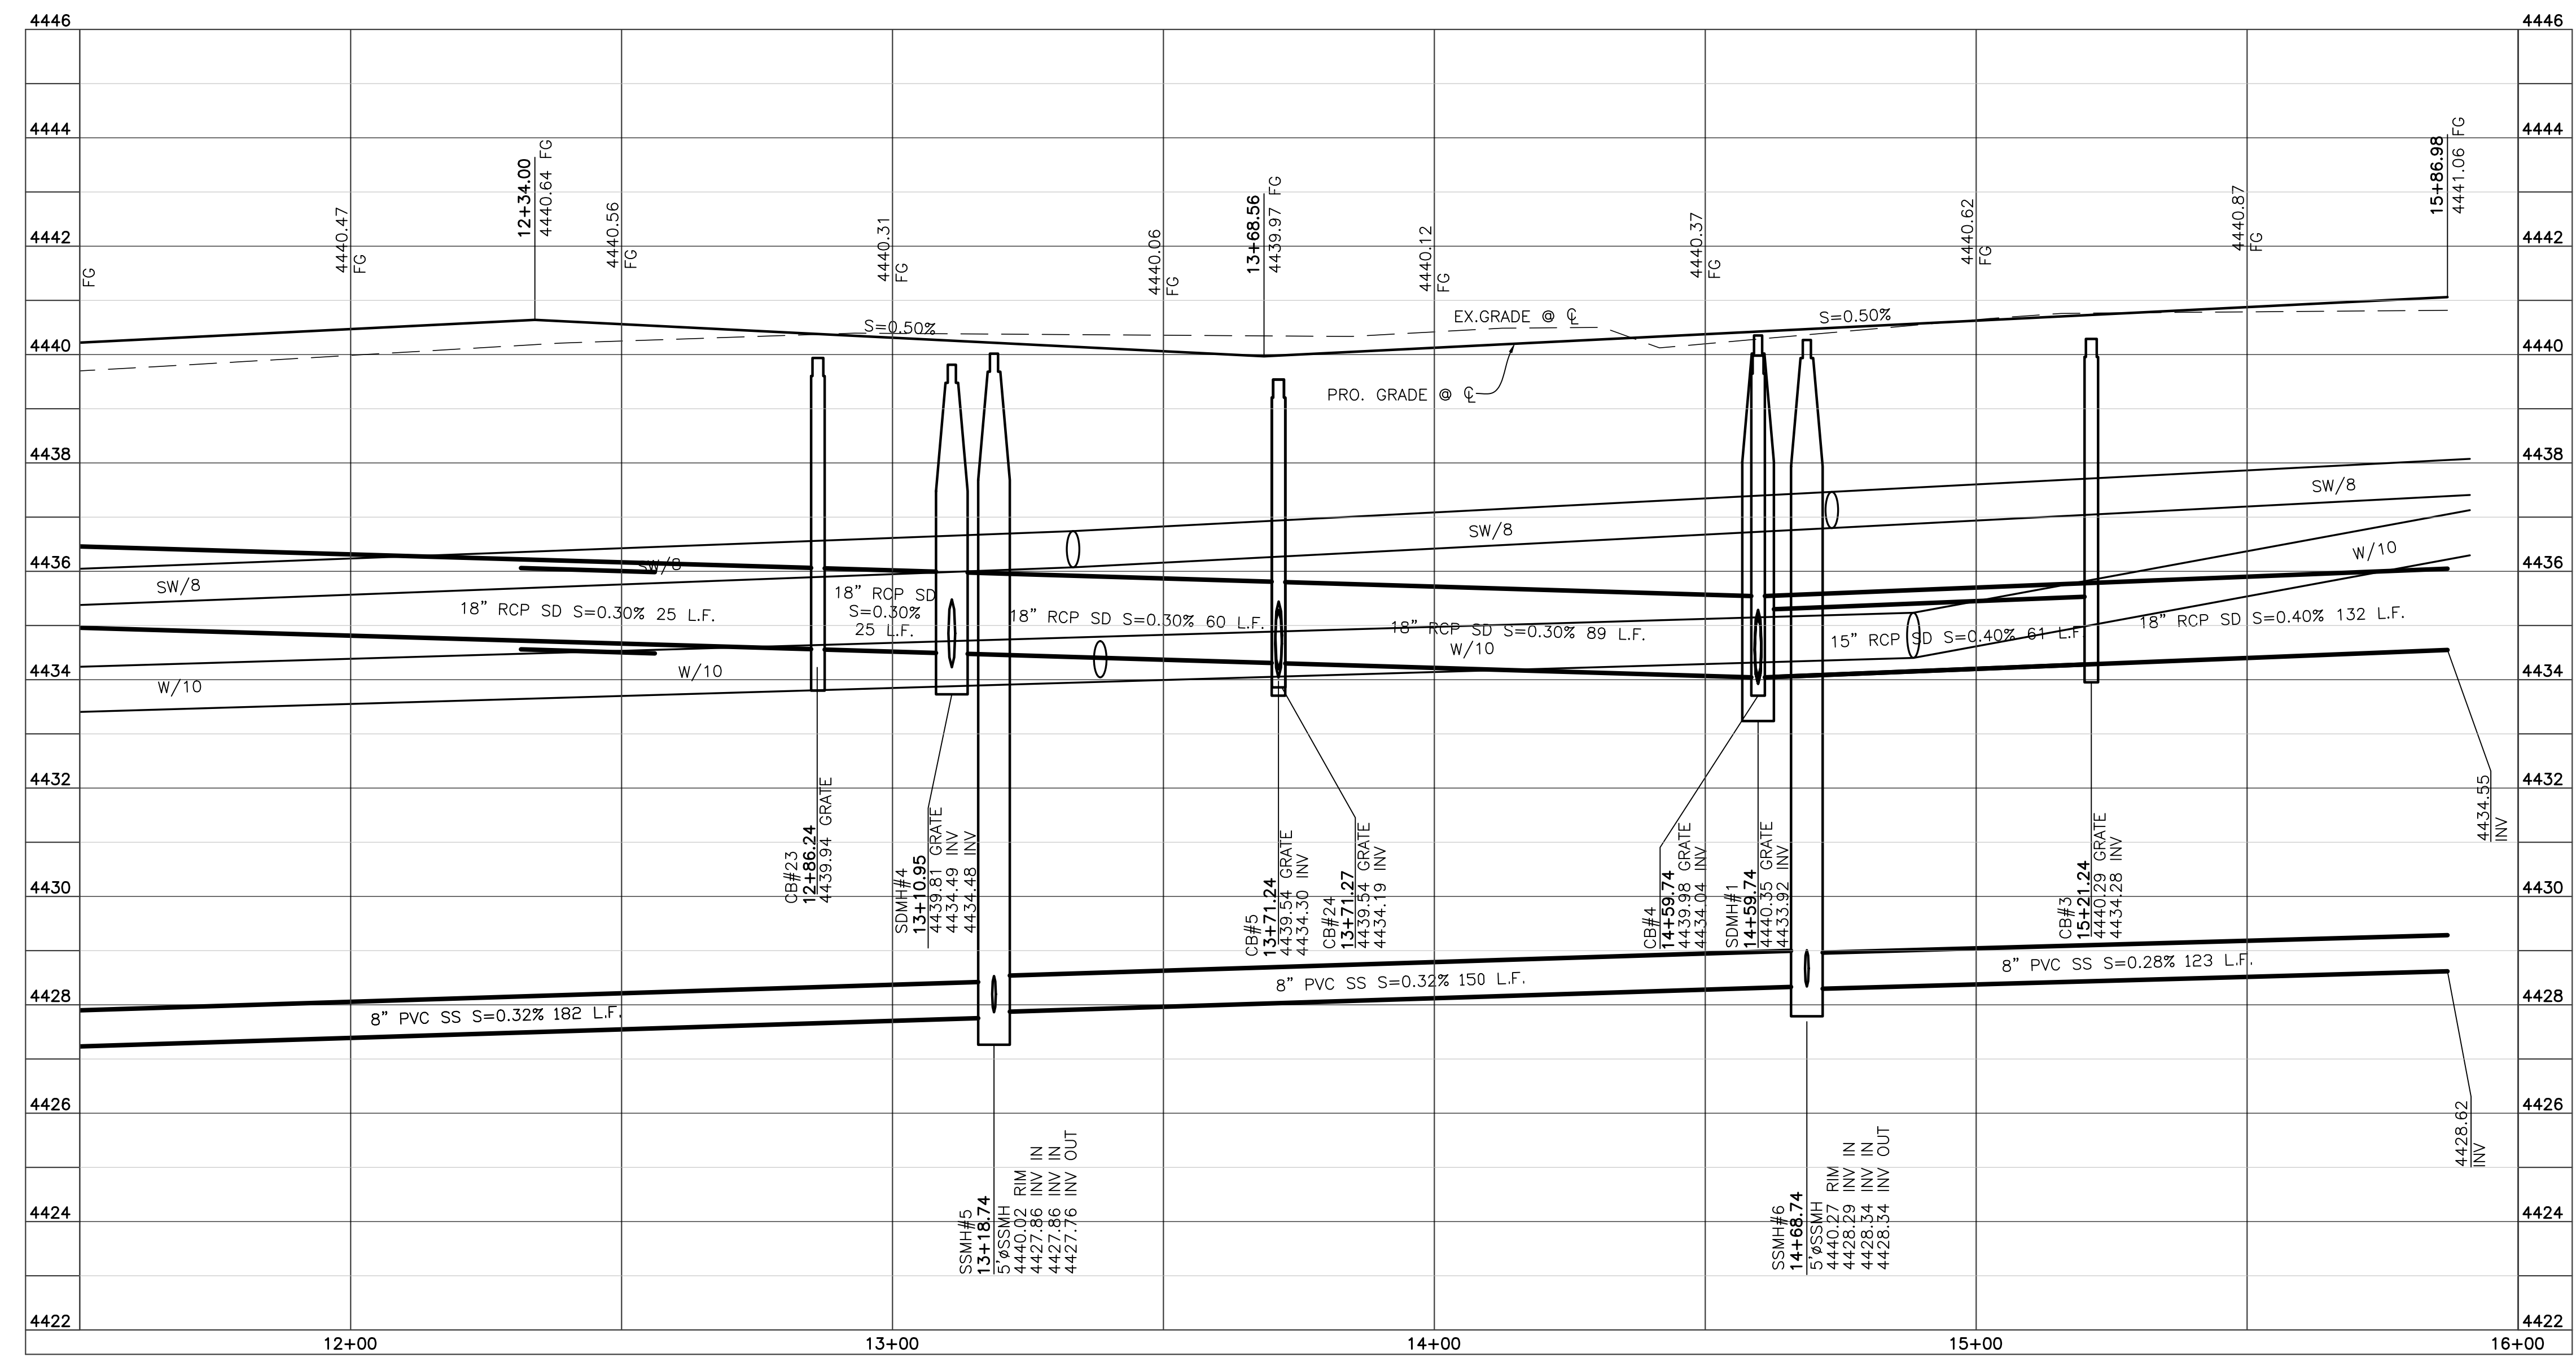 4446
4446
4444
4444
4442
4442
4440
4440
4438
4438
4436
4436
4434
4434
4432
4432
4430
4430
4428
4428
4426
4426
4424
4424
4422
4422
FG
4440.47
FG
12+34.00
4440.64 FG
4440.56
FG
4440.31
FG
4440.06
FG
13+68.56
4439.97 FG
4440.12
FG
4440.37
FG
4440.62
FG
4440.87
FG
15+86.98
4441.06 FG
S=0.50%
EX.GRADE @ ℄
S=0.50%
PRO. GRADE @ ℄
SW/8
SW/8
SW/8
SW/8
W/10
W/10
W/10
W/10
18" RCP SD S=0.30% 25 L.F.
18" RCP SD
S=0.30%
25 L.F.
18" RCP SD S=0.30% 60 L.F.
18" RCP SD S=0.30% 89 L.F.
15" RCP SD S=0.40% 61 L.F
18" RCP SD S=0.40% 132 L.F.
CB#23
12+86.24
4439.94 GRATE
SDMH#4
13+10.95
4439.81 GRATE
4434.49 INV
4434.48 INV
CB#5
13+71.24
4439.54 GRATE
4434.30 INV
CB#24
13+71.27
4439.54 GRATE
4434.19 INV
CB#4
14+59.74
4439.98 GRATE
4434.04 INV
SDMH#1
14+59.74
4440.35 GRATE
4433.92 INV
CB#3
15+21.24
4440.29 GRATE
4434.28 INV
4434.55
INV
8" PVC SS S=0.32% 182 L.F.
8" PVC SS S=0.32% 150 L.F.
8" PVC SS S=0.28% 123 L.F.
SSMH#5
13+18.74
5'øSSMH
4440.02 RIM
4427.86 INV IN
4427.86 INV IN
4427.76 INV OUT
SSMH#6
14+68.74
5'øSSMH
4440.27 RIM
4428.29 INV IN
4428.34 INV IN
4428.34 INV OUT
4428.62
INV
12+00
13+00
14+00
15+00
16+00